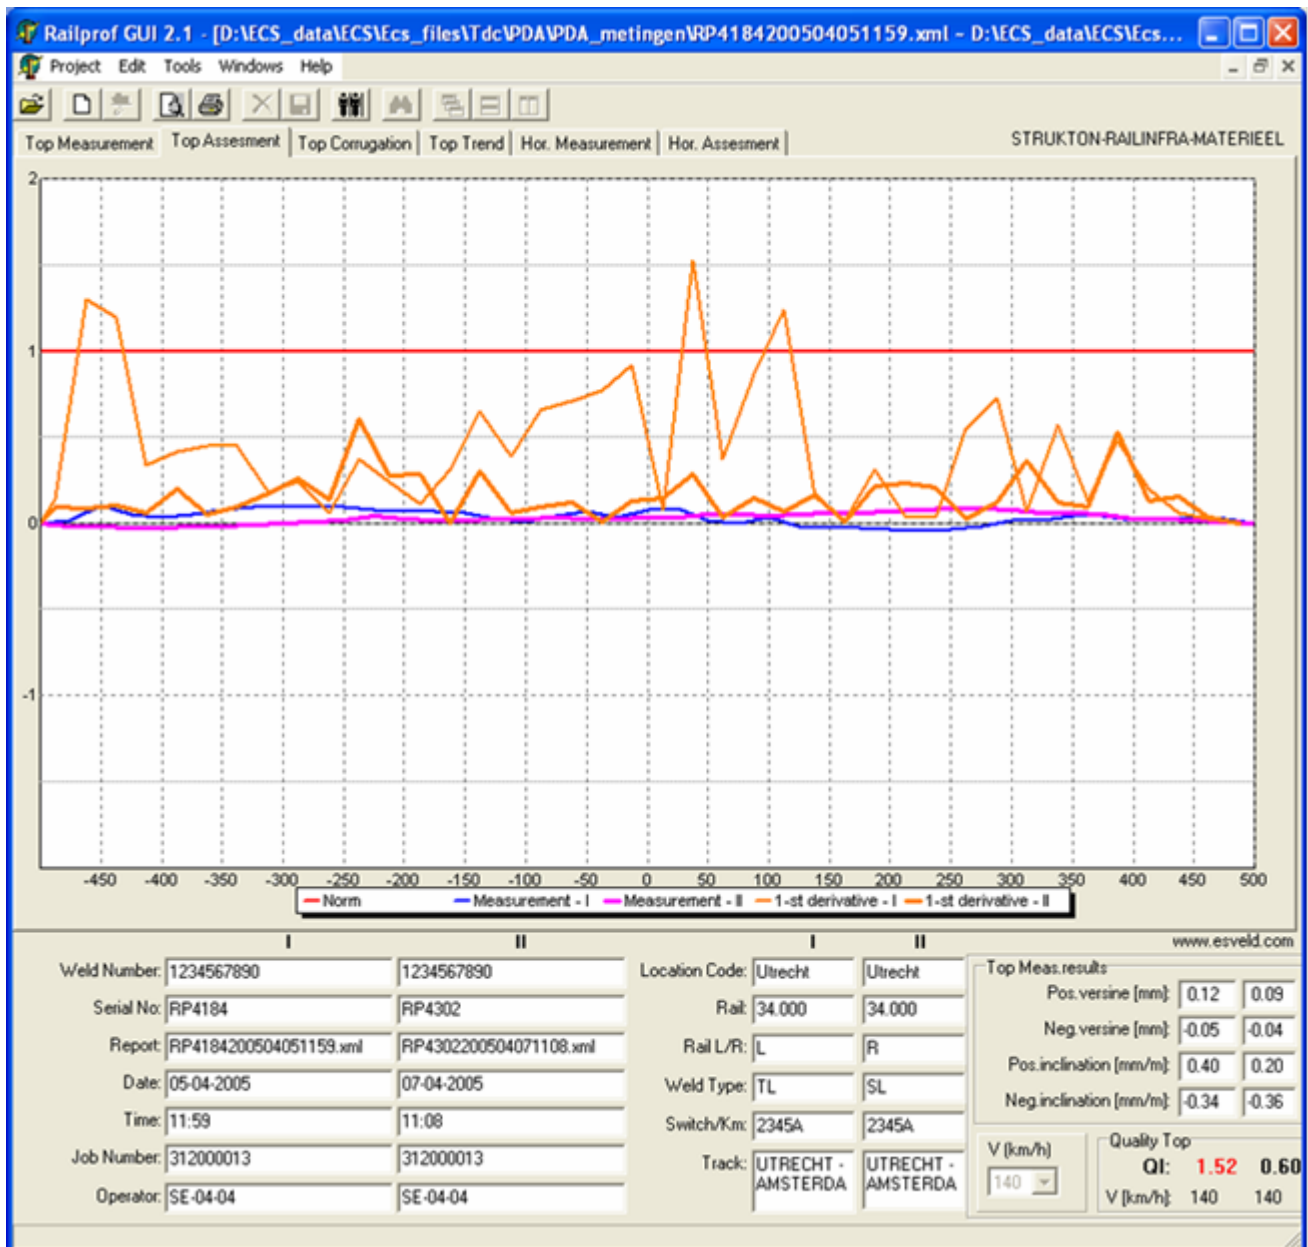 Railprof GUI 2.1 - [D:\ECS_data\ECS\Ecs_files\Tdc\PDA\PDA_metingen\RP4184200504051159.xml - D:\ECS_data\ECS\Ecs...
Project Edit Tools Windows Help
Top Measurement Top Assesment Top Corrugation Top Trend Hor. Measurement Hor. Assesment STRUKTON-RAILINFRA-MATERIEEL
2
1
0
-1
-450 -400 -350 -300 -250 -200 -150 -100 -50 0 50 100 150 200 250 300 350 400 450 500
Norm Measurement - I Measurement - II 1-st derivative - I 1-st derivative - II
I II I II www.esveld.com
Weld Number: 1234567890 1234567890 Location Code: Utrecht Utrecht Top Meas.results
Pos.versine [mm]: 0.12 0.09
Serial No: RP4184 RP4302 Rail: 34.000 34.000
Neg.versine [mm]: -0.05 -0.04
Report: RP4184200504051159.xml RP4302200504071108.xml Rail L/R: L R
Pos.inclination [mm/m]: 0.40 0.20
Date: 05-04-2005 07-04-2005 Weld Type: TL SL
Neg.inclination [mm/m]: -0.34 -0.36
Time: 11:59 11:08 Switch/Km: 2345A 2345A
V (km/h) Quality Top
Job Number: 312000013 312000013 Track: UTRECHT - UTRECHT - QI: 1.52 0.60
AMSTERDA AMSTERDA 140
Operator: SE-04-04 SE-04-04 V [km/h]: 140 140